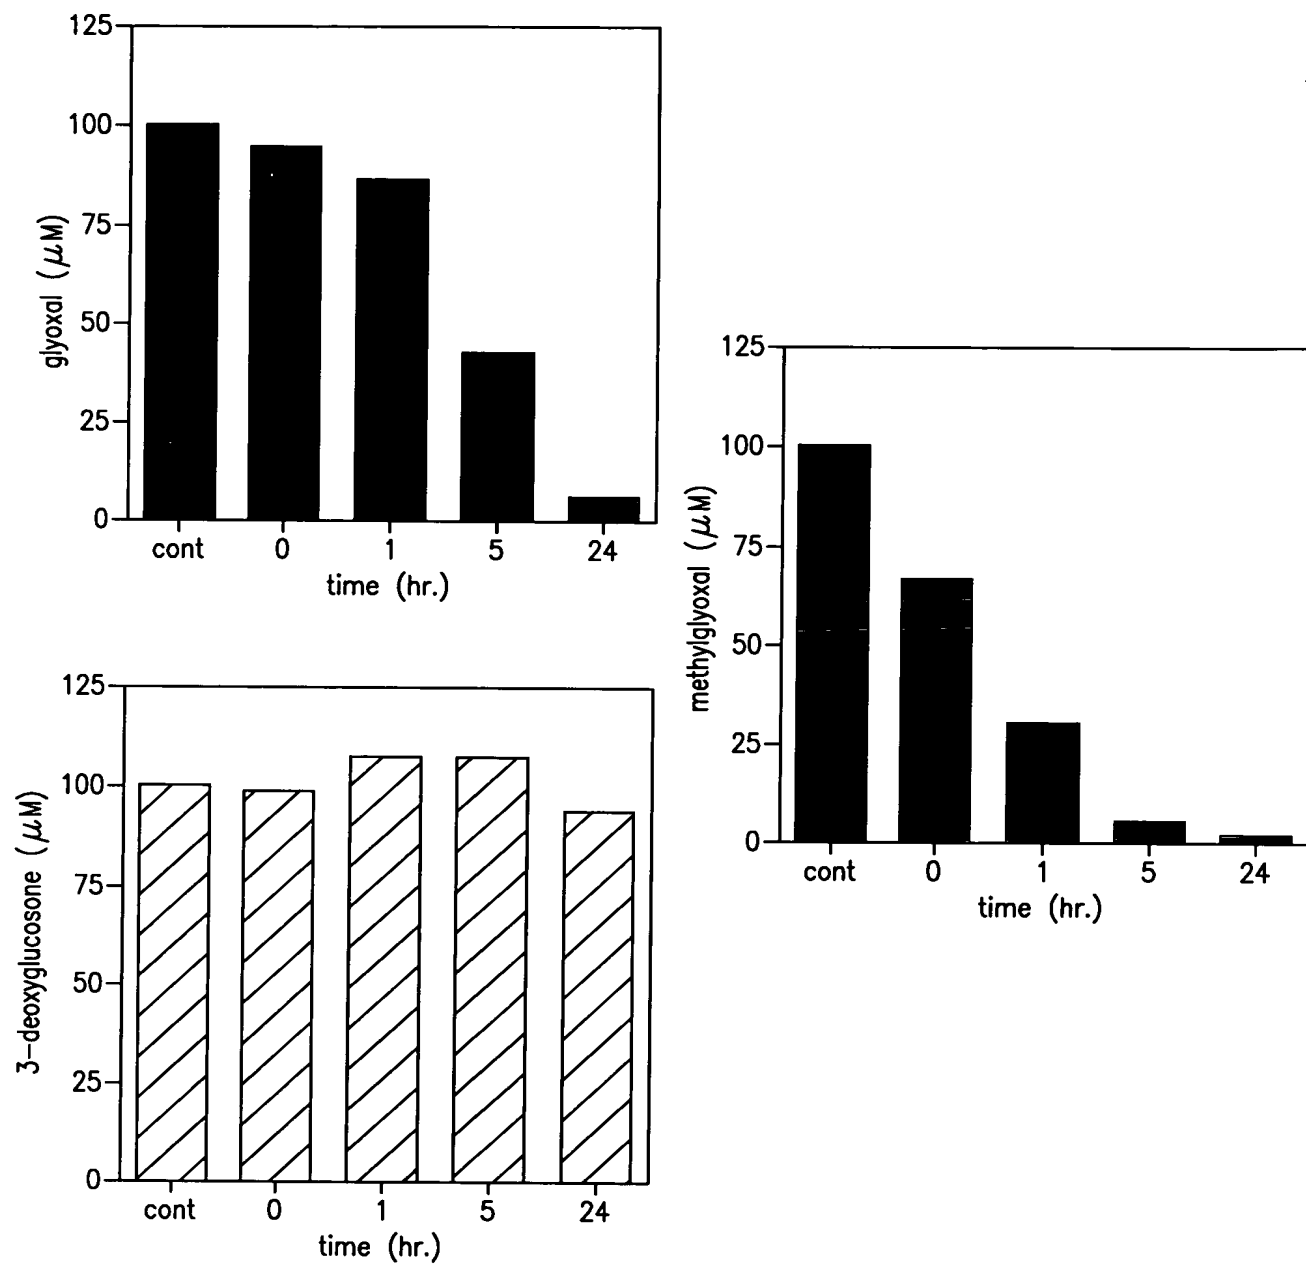 125
100
75
50
25
0
glyoxal (μM)
cont 0 1 5 24
time (hr.)
125
100
75
50
25
0
methylglyoxal (μM)
cont 0 1 5 24
time (hr.)
125
100
75
50
25
0
3-deoxyglucosone (μM)
cont 0 1 5 24
time (hr.)